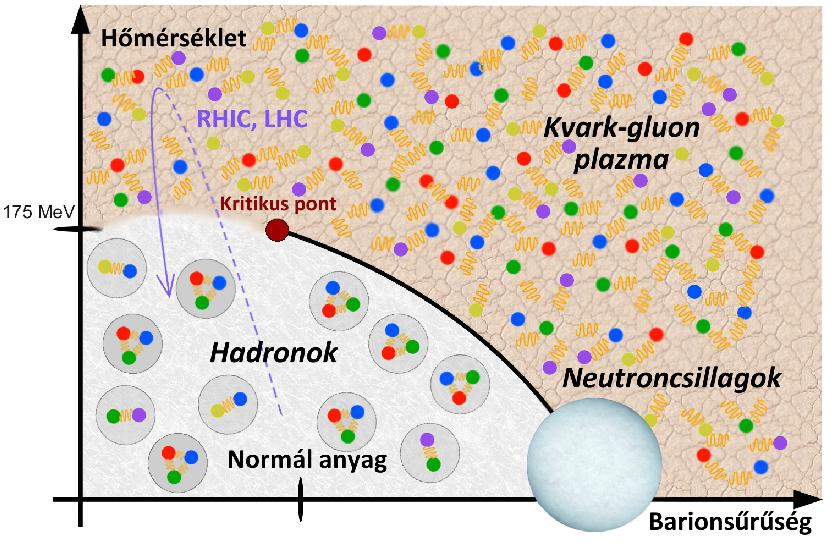 Hőmérséklet
RHIC, LHC
Kvark-gluon
plazma
175 MeV
Kritikus pont
Hadronok
Neutroncsillagok
Normál anyag
Barionsűrűség